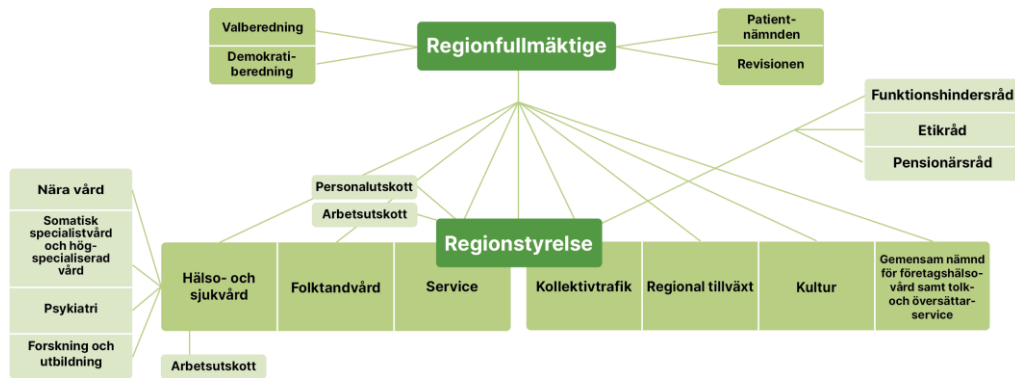 Valberedning
Demokrati-
beredning
Regionfullmäktige
Patient-
nämnden
Revisionen
Funktionshindersråd
Etikråd
Pensionärsråd
Personalutskott
Arbetsutskott
Regionstyrelse
Nära vård
Somatisk
specialistvård
och hög-
specialiserad
vård
Psykiatri
Forskning och
utbildning
Hälso- och
sjukvård
Folktandvård
Service
Kollektivtrafik
Regional tillväxt
Kultur
Gemensam nämnd
för företagshälso-
vård samt tolk-
och översättar-
service
Arbetsutskott